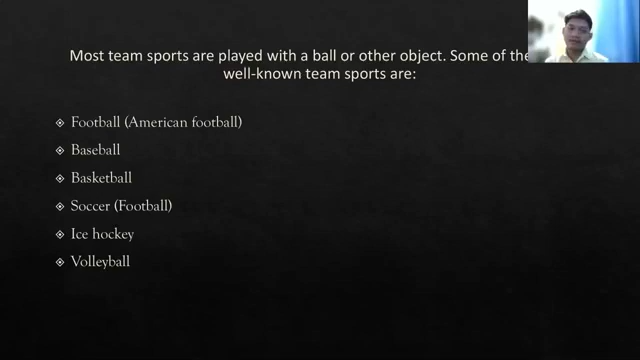 Most team sports are played with a ball or other object. Some of the
well-known team sports are:
Football (American football)
Baseball
Basketball
Soccer (Football)
Ice hockey
Volleyball